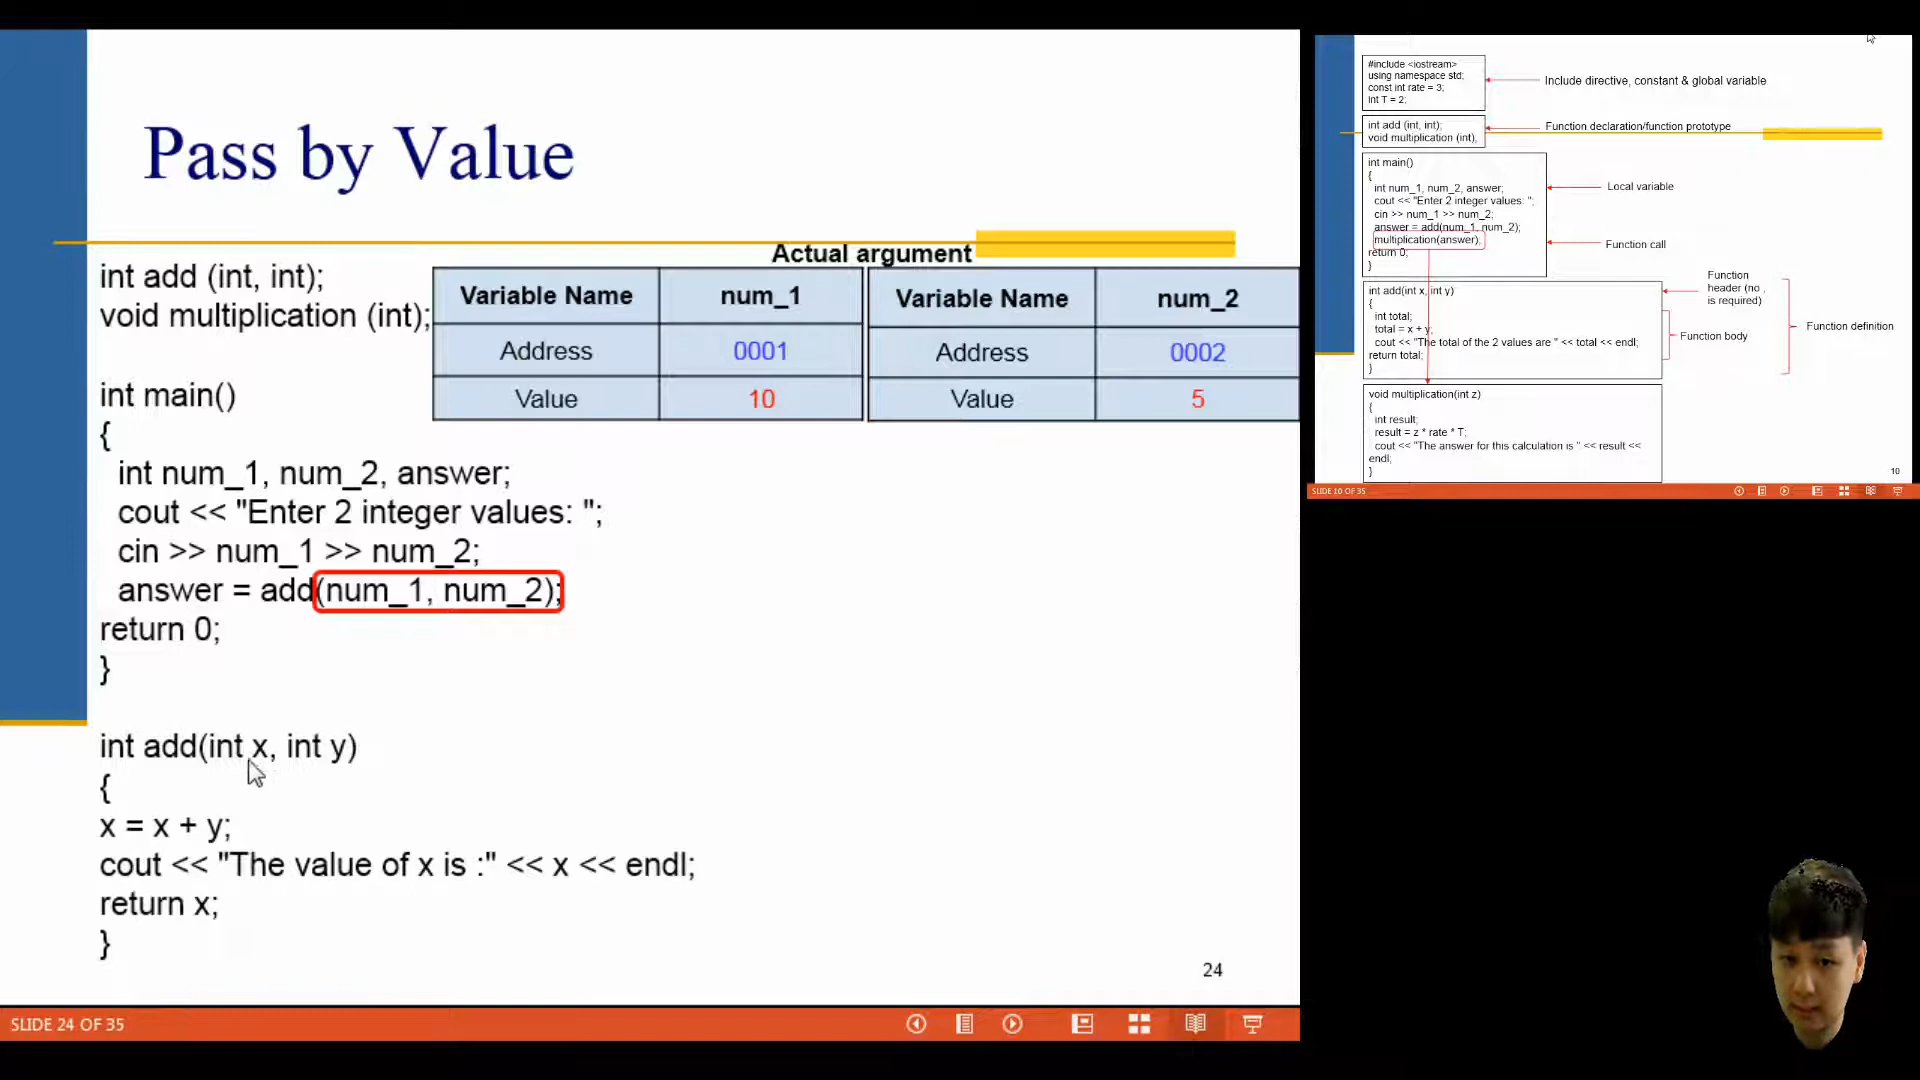 Pass by Value
Actual argument
int add (int, int);
void multiplication (int);
Variable Name num_1
Address 0001
Value 10
Variable Name num_2
Address 0002
Value 5
int main()
{
int num_1, num_2, answer;
cout << "Enter 2 integer values: ";
cin >> num_1 >> num_2;
answer = add(num_1, num_2);
return 0;
}
int add(int x, int y)
{
x = x + y;
cout << "The value of x is :" << x << endl;
return x;
}
24
SLIDE 24 OF 35
#include <iostream>
using namespace std;
const int rate = 3;
int T = 2;
Include directive, constant & global variable
int add (int, int);
void multiplication (int);
Function declaration/function prototype
int main()
{
int num_1, num_2, answer;
cout << "Enter 2 integer values: ";
cin >> num_1 >> num_2;
answer = add(num_1, num_2);
multiplication(answer);
return 0;
}
Local variable
Function call
int add(int x, int y)
{
int total;
total = x + y;
cout << "The total of the 2 values are " << total << endl;
return total;
}
Function
header (no ;
is required)
Function body
Function definition
void multiplication(int z)
{
int result;
result = z * rate * T;
cout << "The answer for this calculation is " << result <<
endl;
}
10
SLIDE 10 OF 35